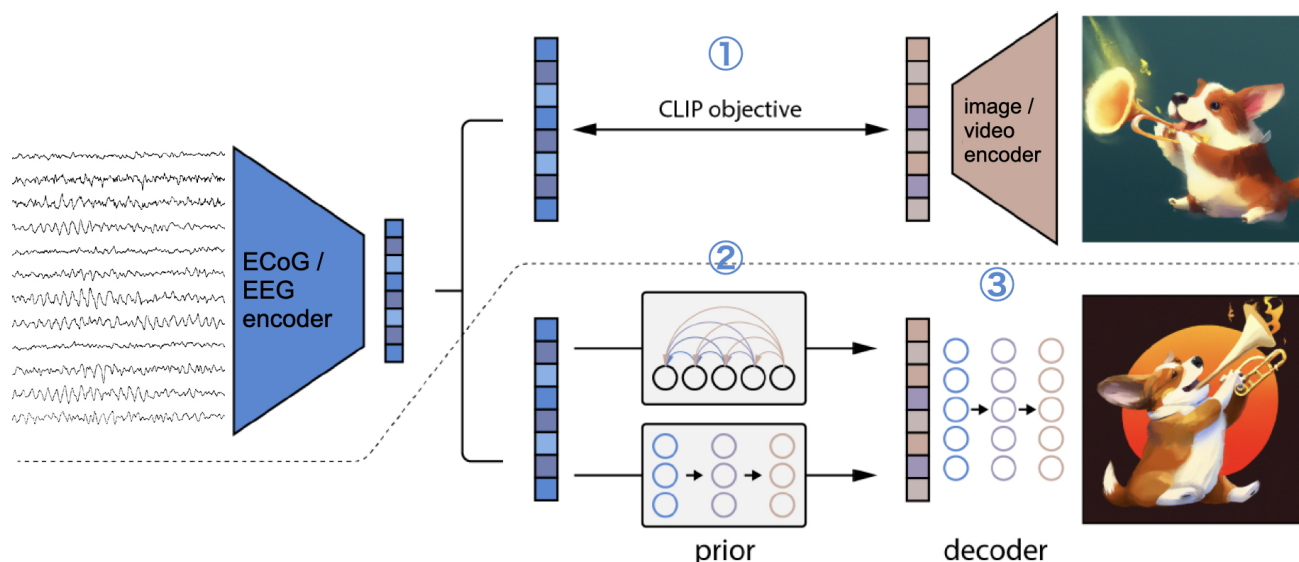 ①
CLIP objective
image /
video
encoder
ECoG /
EEG
encoder
②
③
prior
decoder